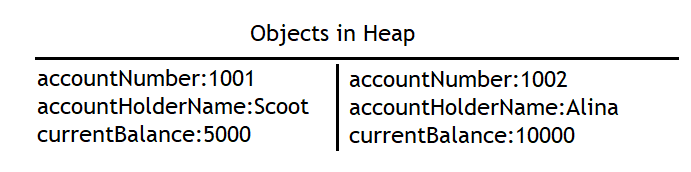 Objects in Heap
accountNumber:1001
accountHolderName:Scoot
currentBalance:5000
accountNumber:1002
accountHolderName:Alina
currentBalance:10000